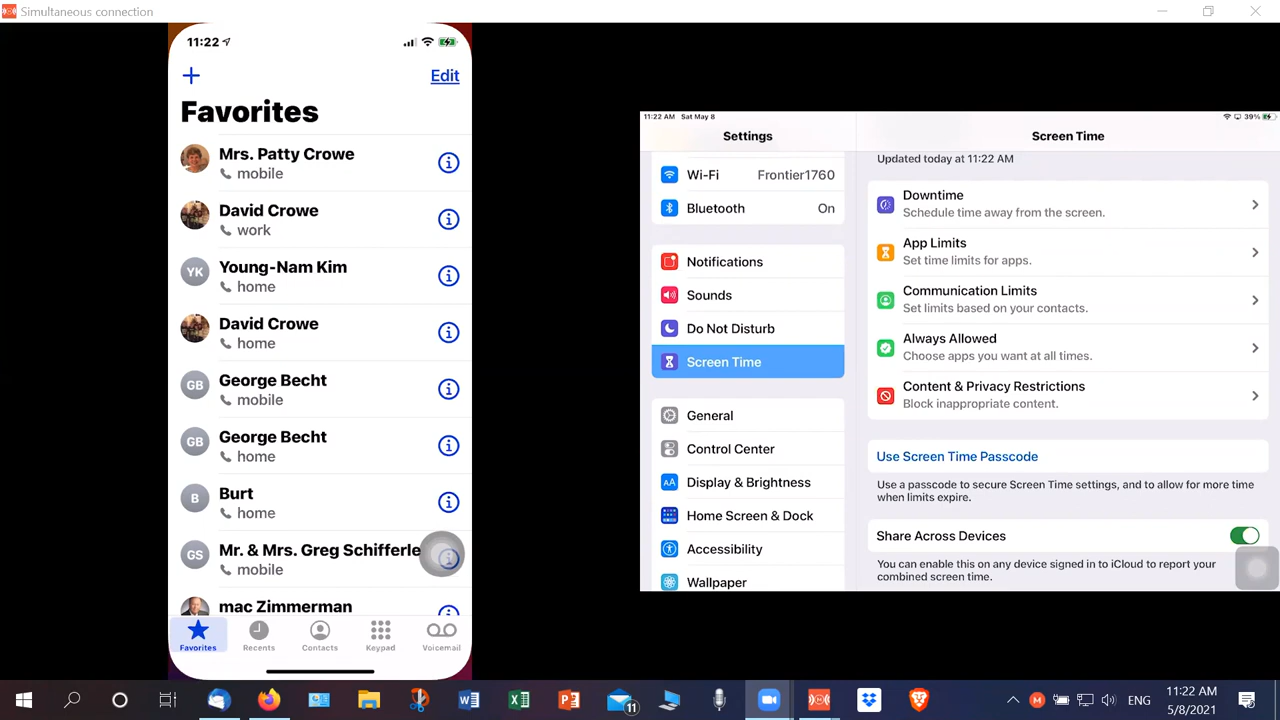 Simultaneous connection
11:22
Edit
Favorites
Mrs. Patty Crowe
mobile
David Crowe
work
YK
Young-Nam Kim
home
David Crowe
home
GB
George Becht
mobile
GB
George Becht
home
B
Burt
home
GS
Mr. & Mrs. Greg Schifferle
mobile
mac Zimmerman
Favorites
Recents
Contacts
Keypad
Voicemail
11:22 AM Sat May 8
39%
Settings
Wi-Fi
Frontier1760
Bluetooth
On
Notifications
Sounds
Do Not Disturb
Screen Time
General
Control Center
Display & Brightness
Home Screen & Dock
Accessibility
Wallpaper
Screen Time
Updated today at 11:22 AM
Downtime
Schedule time away from the screen.
App Limits
Set time limits for apps.
Communication Limits
Set limits based on your contacts.
Always Allowed
Choose apps you want at all times.
Content & Privacy Restrictions
Block inappropriate content.
Use Screen Time Passcode
Use a passcode to secure Screen Time settings, and to allow for more time
when limits expire.
Share Across Devices
You can enable this on any device signed in to iCloud to report your
combined screen time.
11
ENG
11:22 AM
5/8/2021